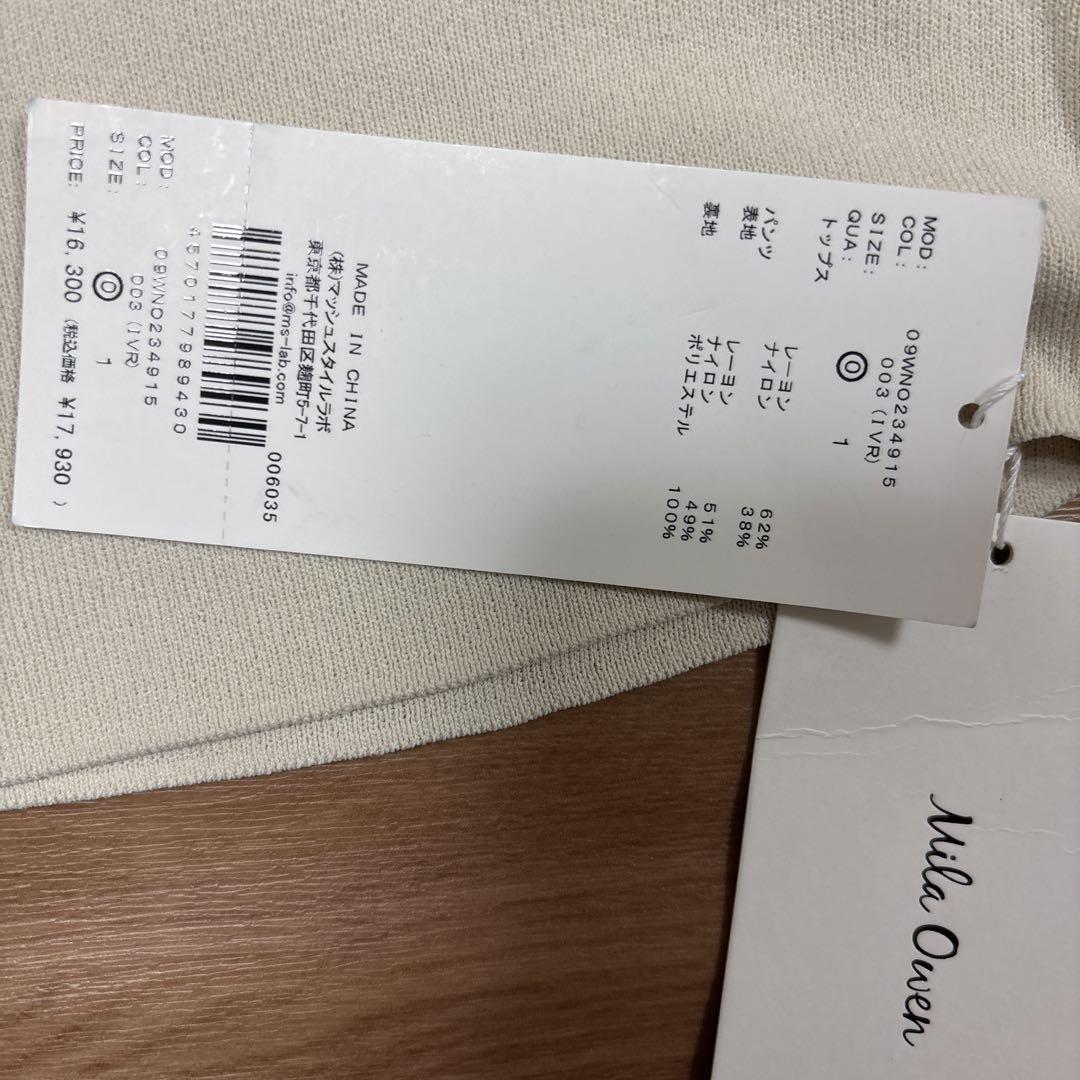 MOD: 09WNO234915
COL: 003 (IVR)
SIZE: ⓪ 1
QUA:
トップス
レーヨン 62%
ナイロン 38%
パンツ
表地 レーヨン 51%
ナイロン 49%
裏地 ポリエステル 100%
MADE IN CHINA
(株)マッシュスタイルラボ
東京都千代田区麹町5-7-1
info@ms-lab.com
006035
4570177989430
MOD: 09WNO234915
COL: 003 (IVR)
SIZE: ⓪ 1
PRICE: ¥16,300 (税込価格 ¥17,930 )
Mila Owen